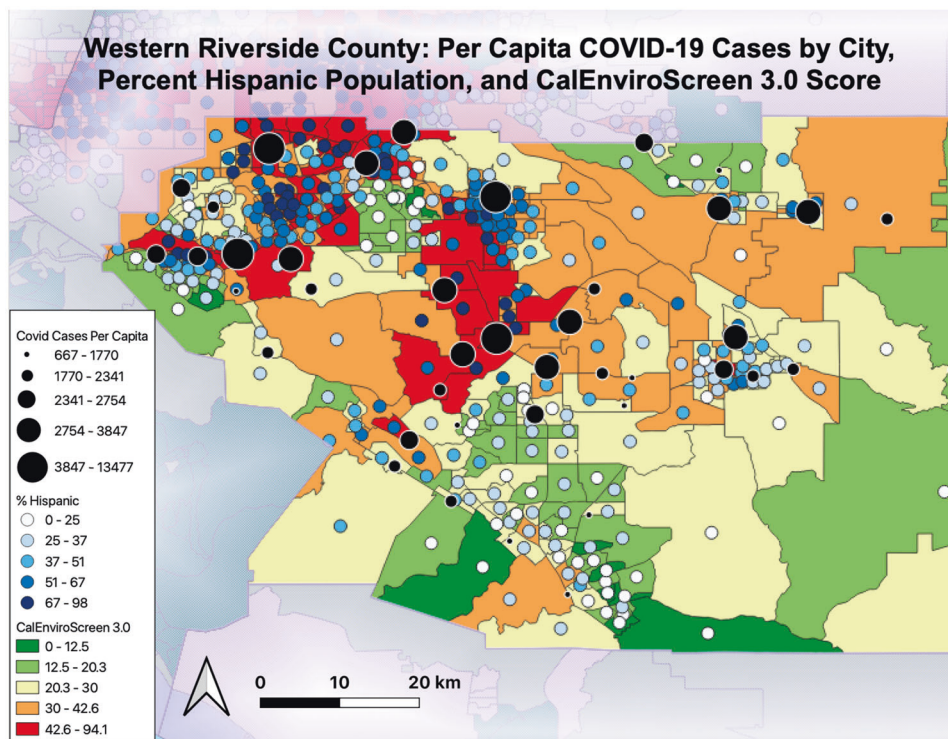 Western Riverside County: Per Capita COVID-19 Cases by City,
Percent Hispanic Population, and CalEnviroScreen 3.0 Score
Covid Cases Per Capita
667 - 1770
1770 - 2341
2341 - 2754
2754 - 3847
3847 - 13477
% Hispanic
0 - 25
25 - 37
37 - 51
51 - 67
67 - 98
CalEnviroScreen 3.0
0 - 12.5
12.5 - 20.3
20.3 - 30
30 - 42.6
42.6 - 94.1
0 10 20 km